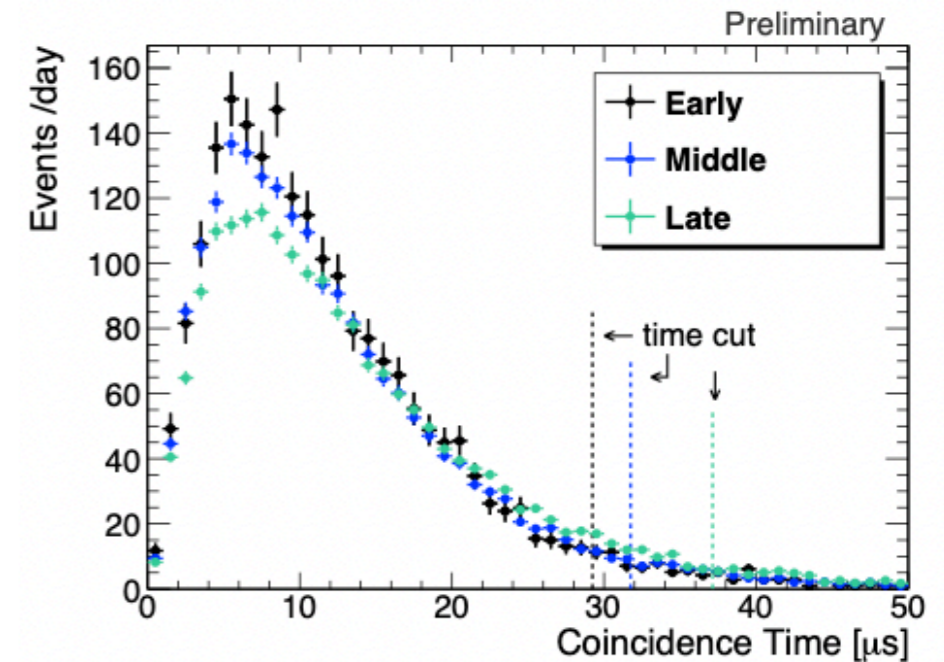 Preliminary
Events /day
160
140
120
100
80
60
40
20
0
Early
Middle
Late
time cut
0 10 20 30 40 50
Coincidence Time [μs]